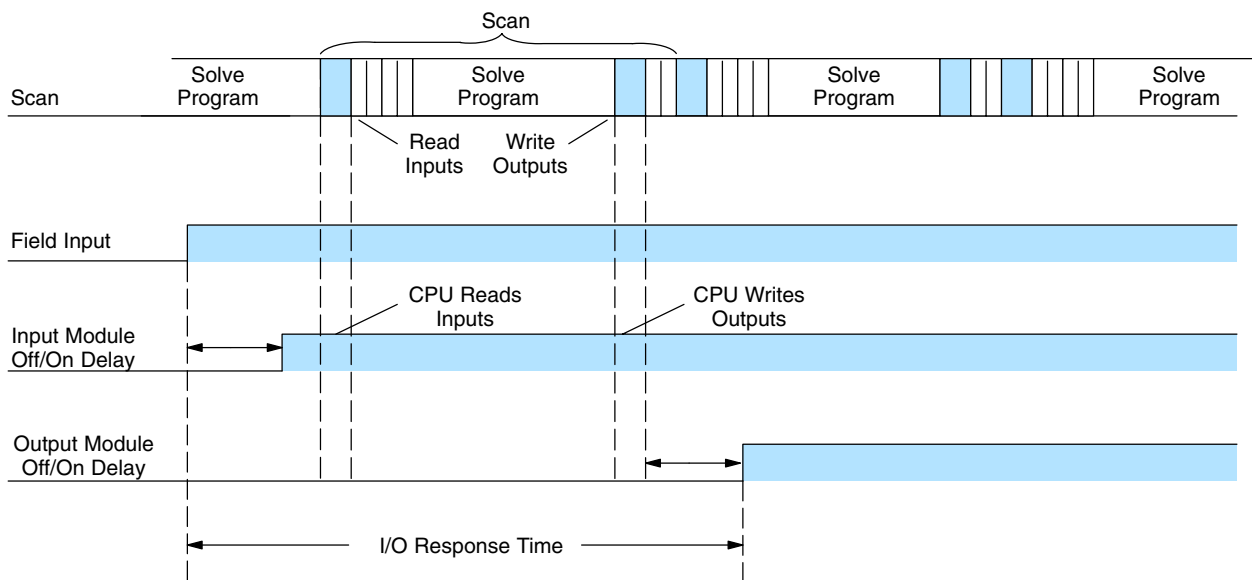 Scan
Scan
Solve
Program
Solve
Program
Solve
Program
Solve
Program
Read
Inputs
Write
Outputs
Field Input
Input Module
Off/On Delay
CPU Reads
Inputs
CPU Writes
Outputs
Output Module
Off/On Delay
I/O Response Time